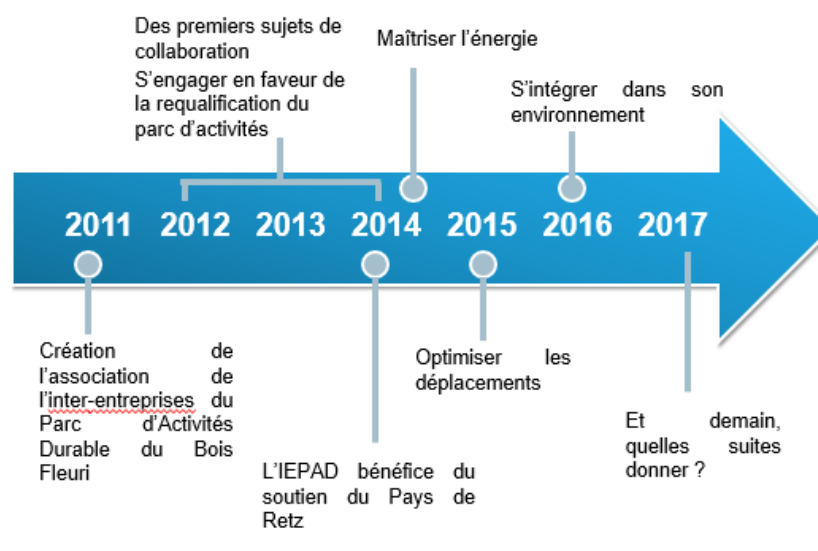 Des premiers sujets de
collaboration
S'engager en faveur de
la requalification du
parc d'activités
Maîtriser l'énergie
S'intégrer dans son
environnement
2011 2012 2013 2014 2015 2016 2017
Création de
l'association de
l'inter-entreprises du
Parc d'Activités
Durable du Bois
Fleuri
L'IEPAD bénéfice du
soutien du Pays de
Retz
Optimiser les
déplacements
Et demain,
quelles suites
donner ?